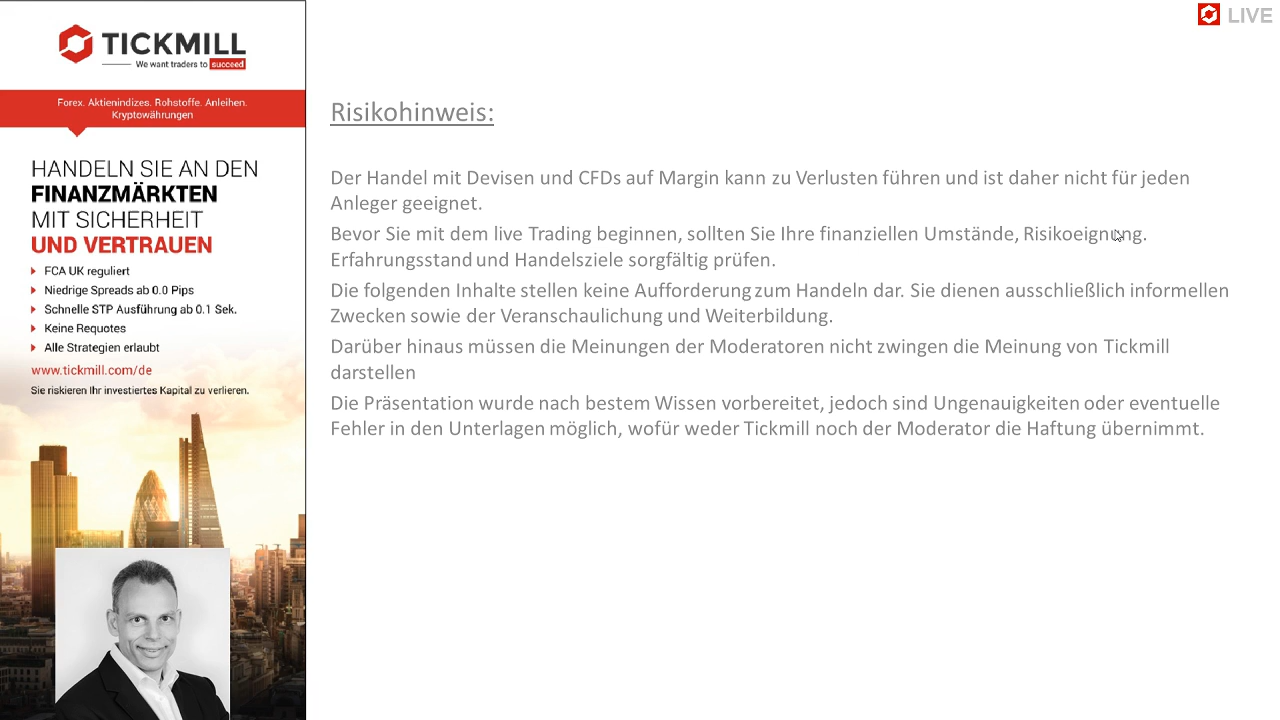 TICKMILL
We want traders to succeed
Forex. Aktienindizes. Rohstoffe. Anleihen.
Kryptowährungen
HANDELN SIE AN DEN
FINANZMÄRKTEN
MIT SICHERHEIT
UND VERTRAUEN
FCA UK reguliert
Niedrige Spreads ab 0.0 Pips
Schnelle STP Ausführung ab 0.1 Sek.
Keine Requotes
Alle Strategien erlaubt
www.tickmill.com/de
Sie riskieren Ihr investiertes Kapital zu verlieren.
LIVE
Risikohinweis:
Der Handel mit Devisen und CFDs auf Margin kann zu Verlusten führen und ist daher nicht für jeden
Anleger geeignet.
Bevor Sie mit dem live Trading beginnen, sollten Sie Ihre finanziellen Umstände, Risikoeignung.
Erfahrungsstand und Handelsziele sorgfältig prüfen.
Die folgenden Inhalte stellen keine Aufforderung zum Handeln dar. Sie dienen ausschließlich informellen
Zwecken sowie der Veranschaulichung und Weiterbildung.
Darüber hinaus müssen die Meinungen der Moderatoren nicht zwingen die Meinung von Tickmill
darstellen
Die Präsentation wurde nach bestem Wissen vorbereitet, jedoch sind Ungenauigkeiten oder eventuelle
Fehler in den Unterlagen möglich, wofür weder Tickmill noch der Moderator die Haftung übernimmt.